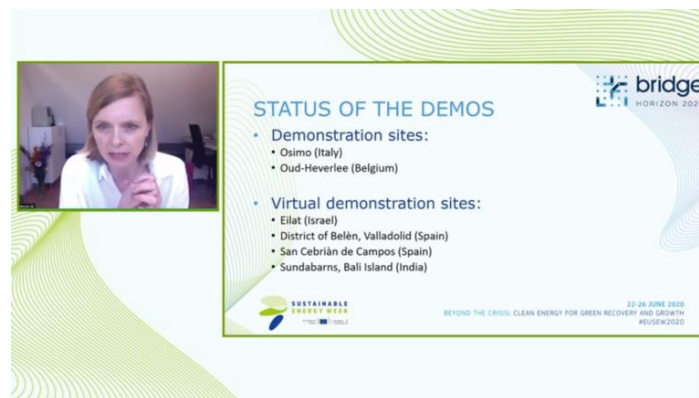 bridge
HORIZON 202
STATUS OF THE DEMOS
• Demonstration sites:
• Osimo (Italy)
• Oud-Heverlee (Belgium)
• Virtual demonstration sites:
• Eilat (Israel)
• District of Belèn, Valladolid (Spain)
• San Cebriàn de Campos (Spain)
• Sundabarns, Bali Island (India)
SUSTAINABLE
ENERGY WEEK
22-26 JUNE 2020
BEYOND THE CRISIS: CLEAN ENERGY FOR GREEN RECOVERY AND GROWTH
#EUSEW2020